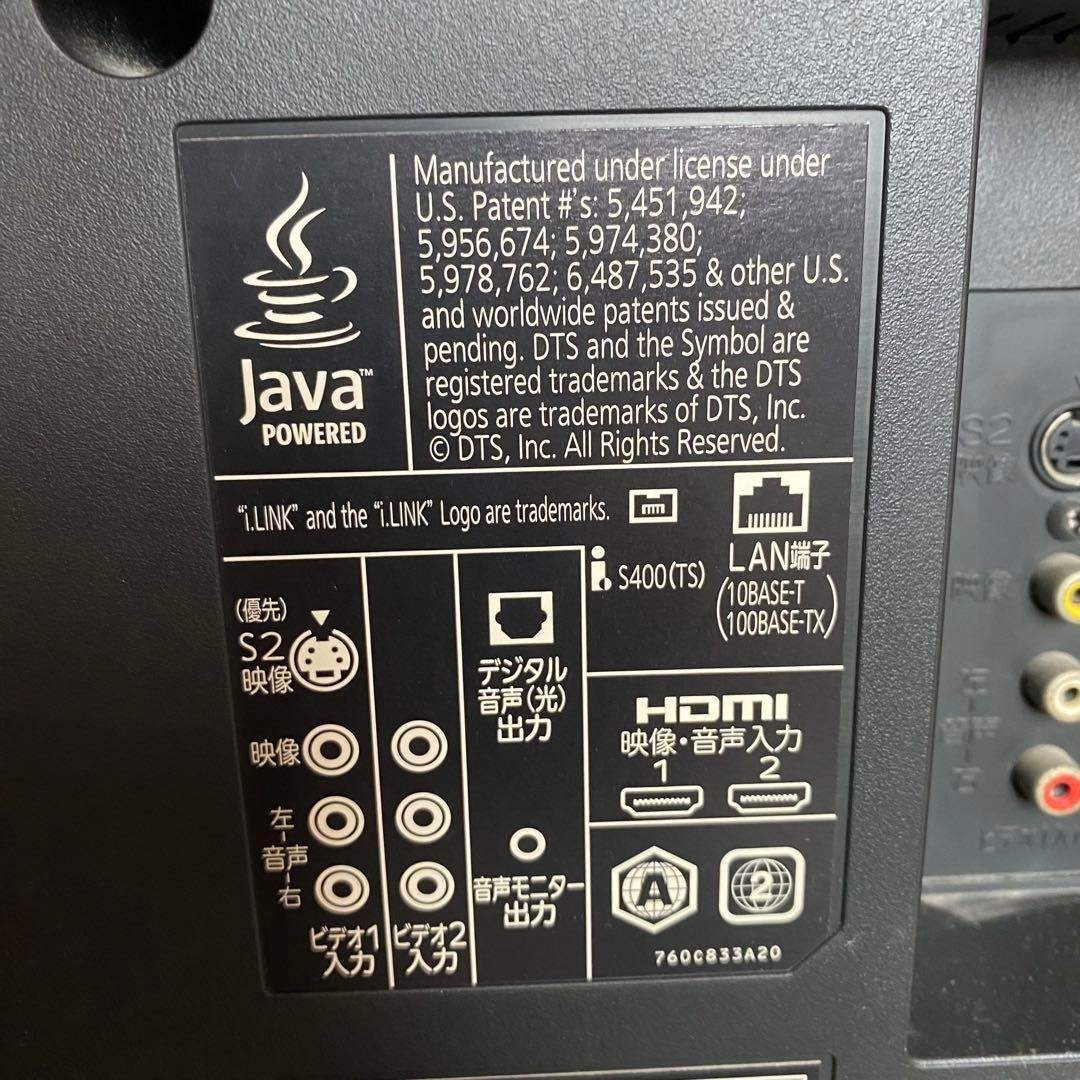 Java™
POWERED
Manufactured under license under
U.S. Patent #'s: 5,451,942;
5,956,674; 5,974,380;
5,978,762; 6,487,535 & other U.S.
and worldwide patents issued &
pending. DTS and the Symbol are
registered trademarks & the DTS
logos are trademarks of DTS, Inc.
© DTS, Inc. All Rights Reserved.
"i.LINK" and the "i.LINK" Logo are trademarks.
S400(TS)
LAN端子
(10BASE-T
100BASE-TX)
(優先)
S2
映像
映像
左-音声-右
ビデオ1
入力
ビデオ2
入力
デジタル
音声(光)
出力
音声モニター
出力
HDMI
映像・音声入力
1 2
A 2
760C833A20
S2
映像
映像
左-音声-右